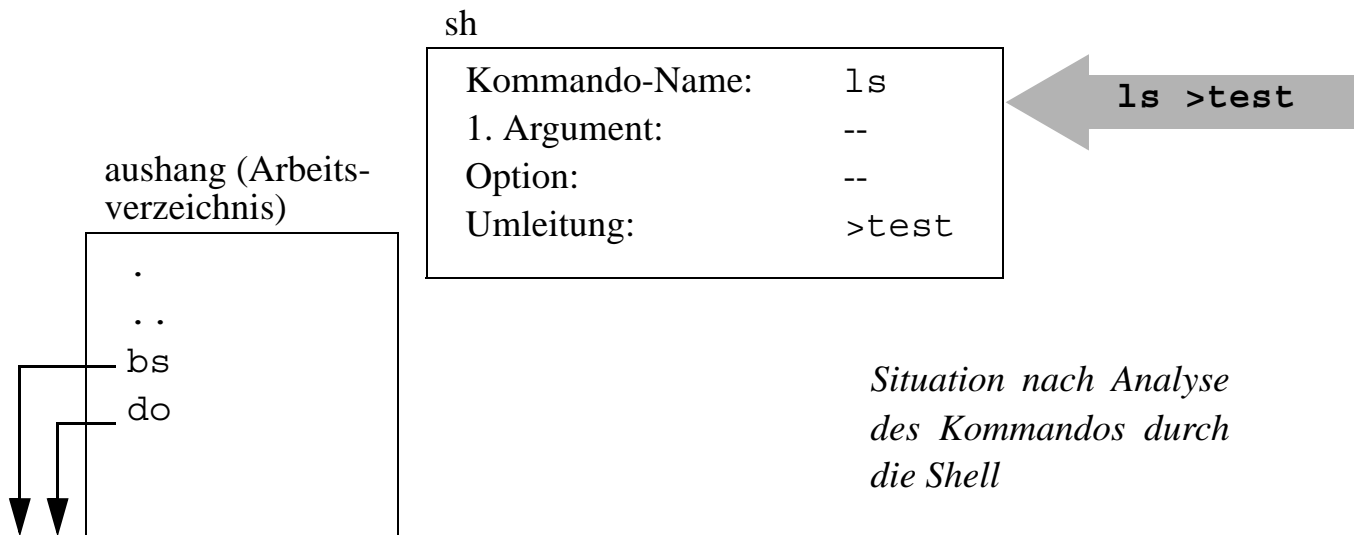 sh
Kommando-Name: ls
1. Argument: --
Option: --
Umleitung: >test
ls >test
aushang (Arbeits-
verzeichnis)
.
..
bs
do
Situation nach Analyse
des Kommandos durch
die Shell